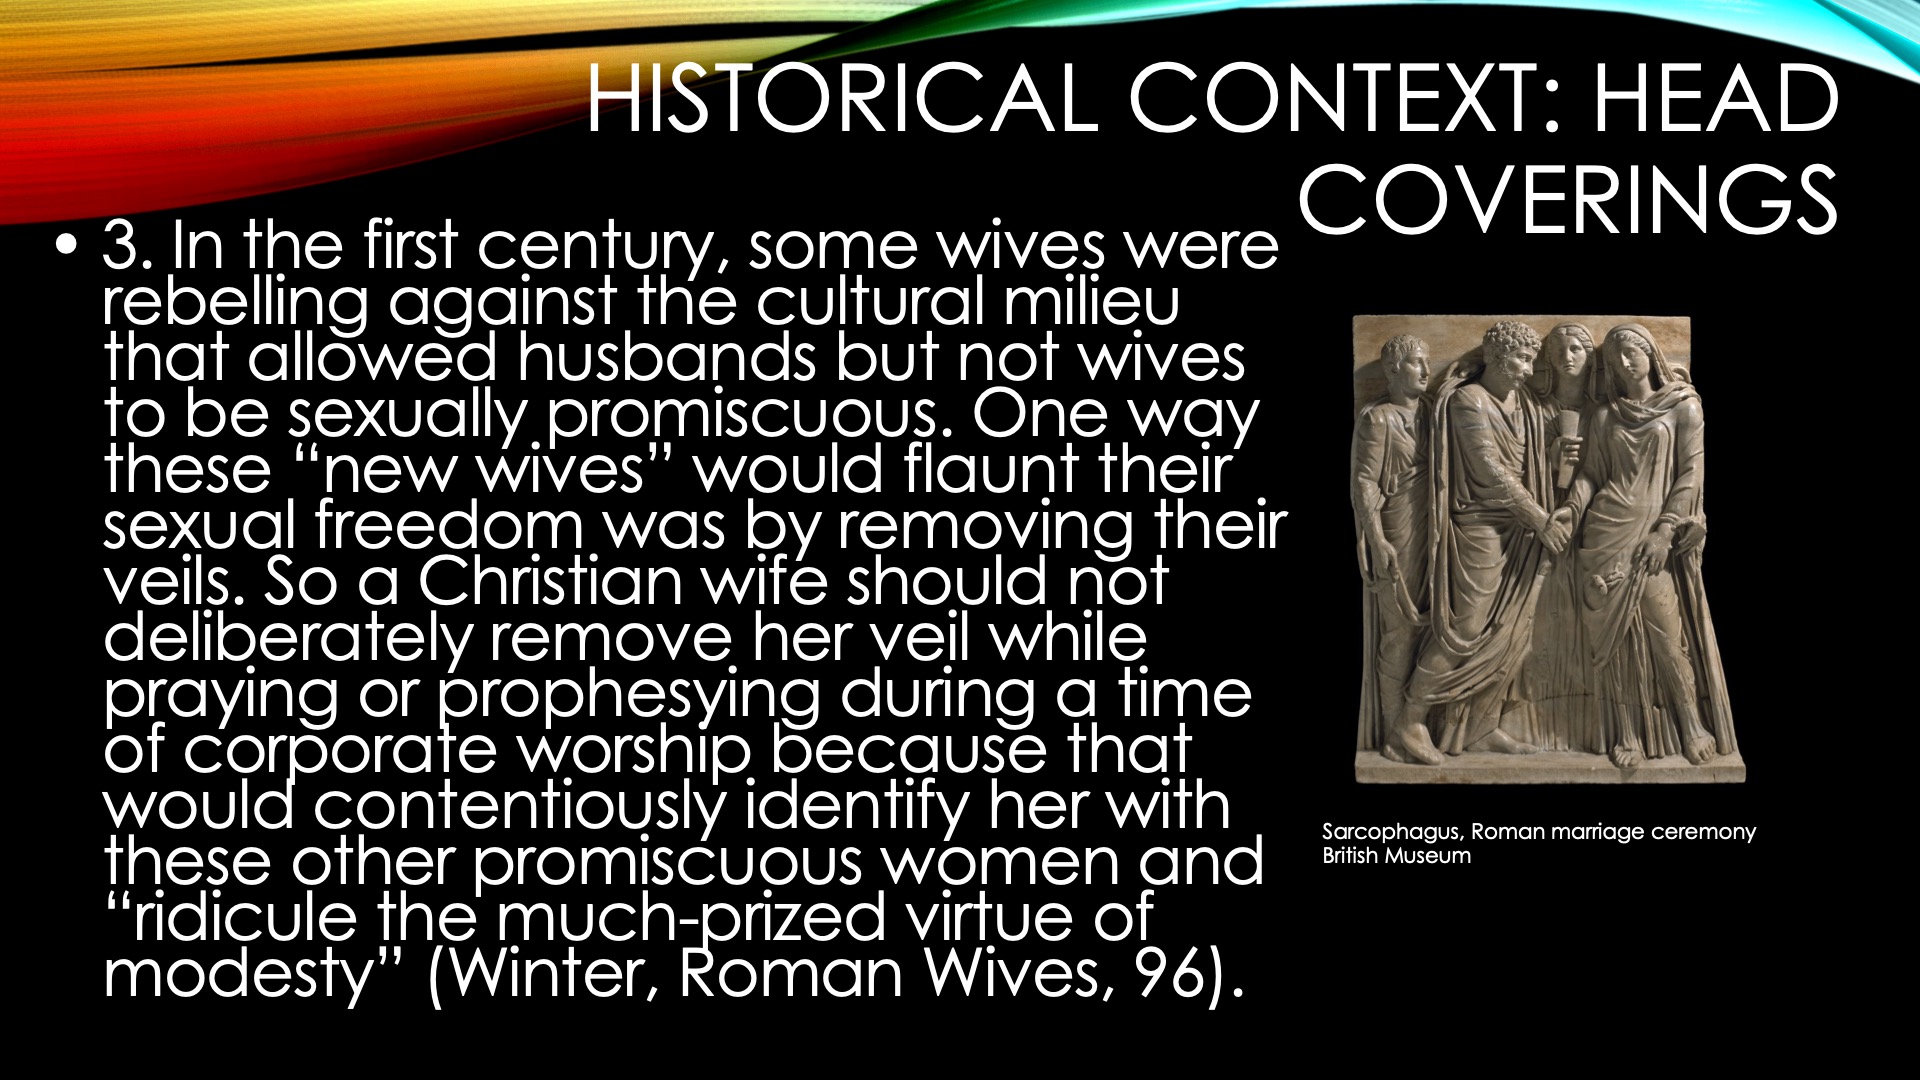 HISTORICAL CONTEXT: HEAD
COVERINGS
• 3. In the first century, some wives were
rebelling against the cultural milieu
that allowed husbands but not wives
to be sexually promiscuous. One way
these “new wives” would flaunt their
sexual freedom was by removing their
veils. So a Christian wife should not
deliberately remove her veil while
praying or prophesying during a time
of corporate worship because that
would contentiously identify her with
these other promiscuous women and
“ridicule the much-prized virtue of
modesty” (Winter, Roman Wives, 96).
Sarcophagus, Roman marriage ceremony
British Museum